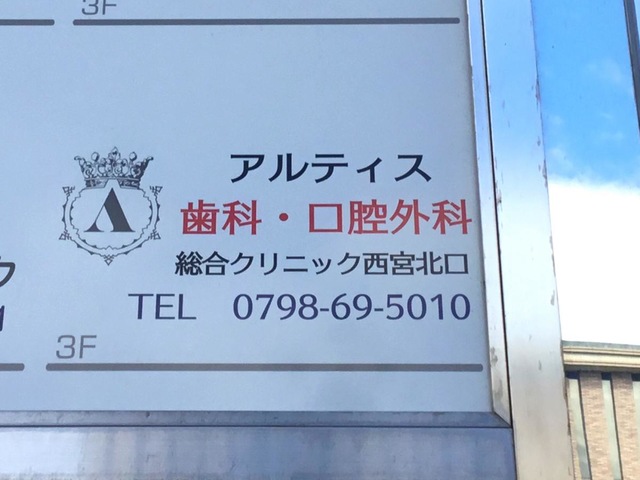 3F
アルティス
歯科・口腔外科
総合クリニック西宮北口
TEL 0798-69-5010
3F